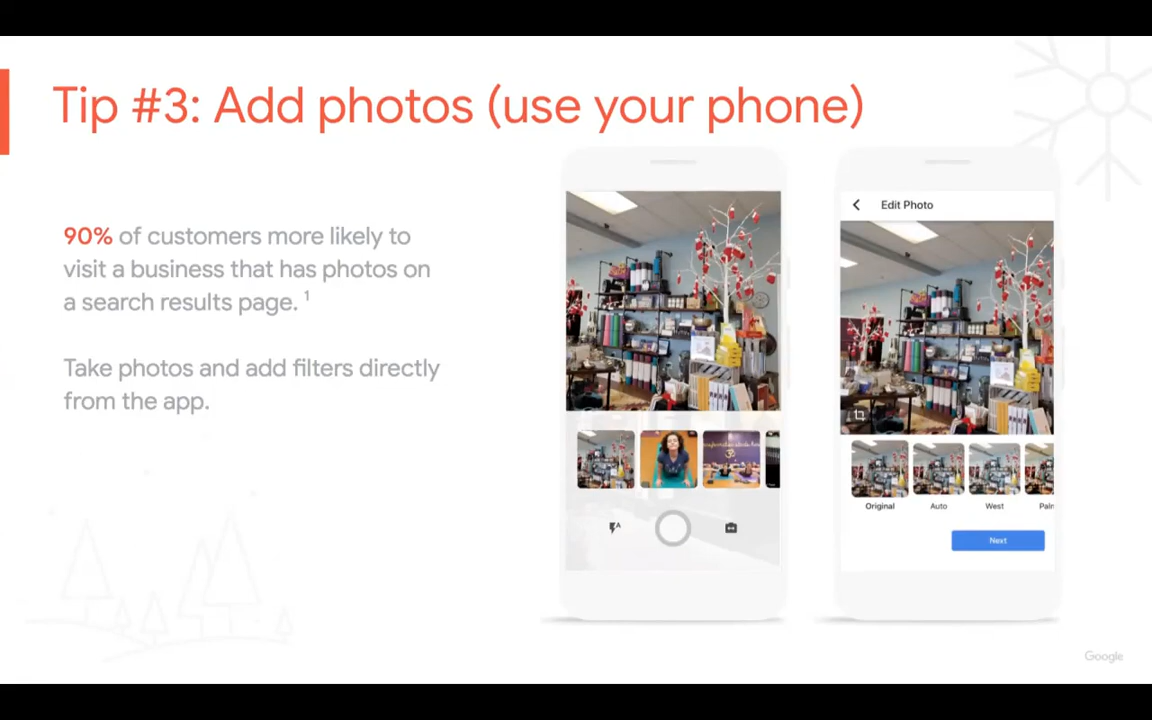 Tip #3: Add photos (use your phone)
90% of customers more likely to
visit a business that has photos on
a search results page. 1
Take photos and add filters directly
from the app.
Edit Photo
Original
Auto
West
Next
Google